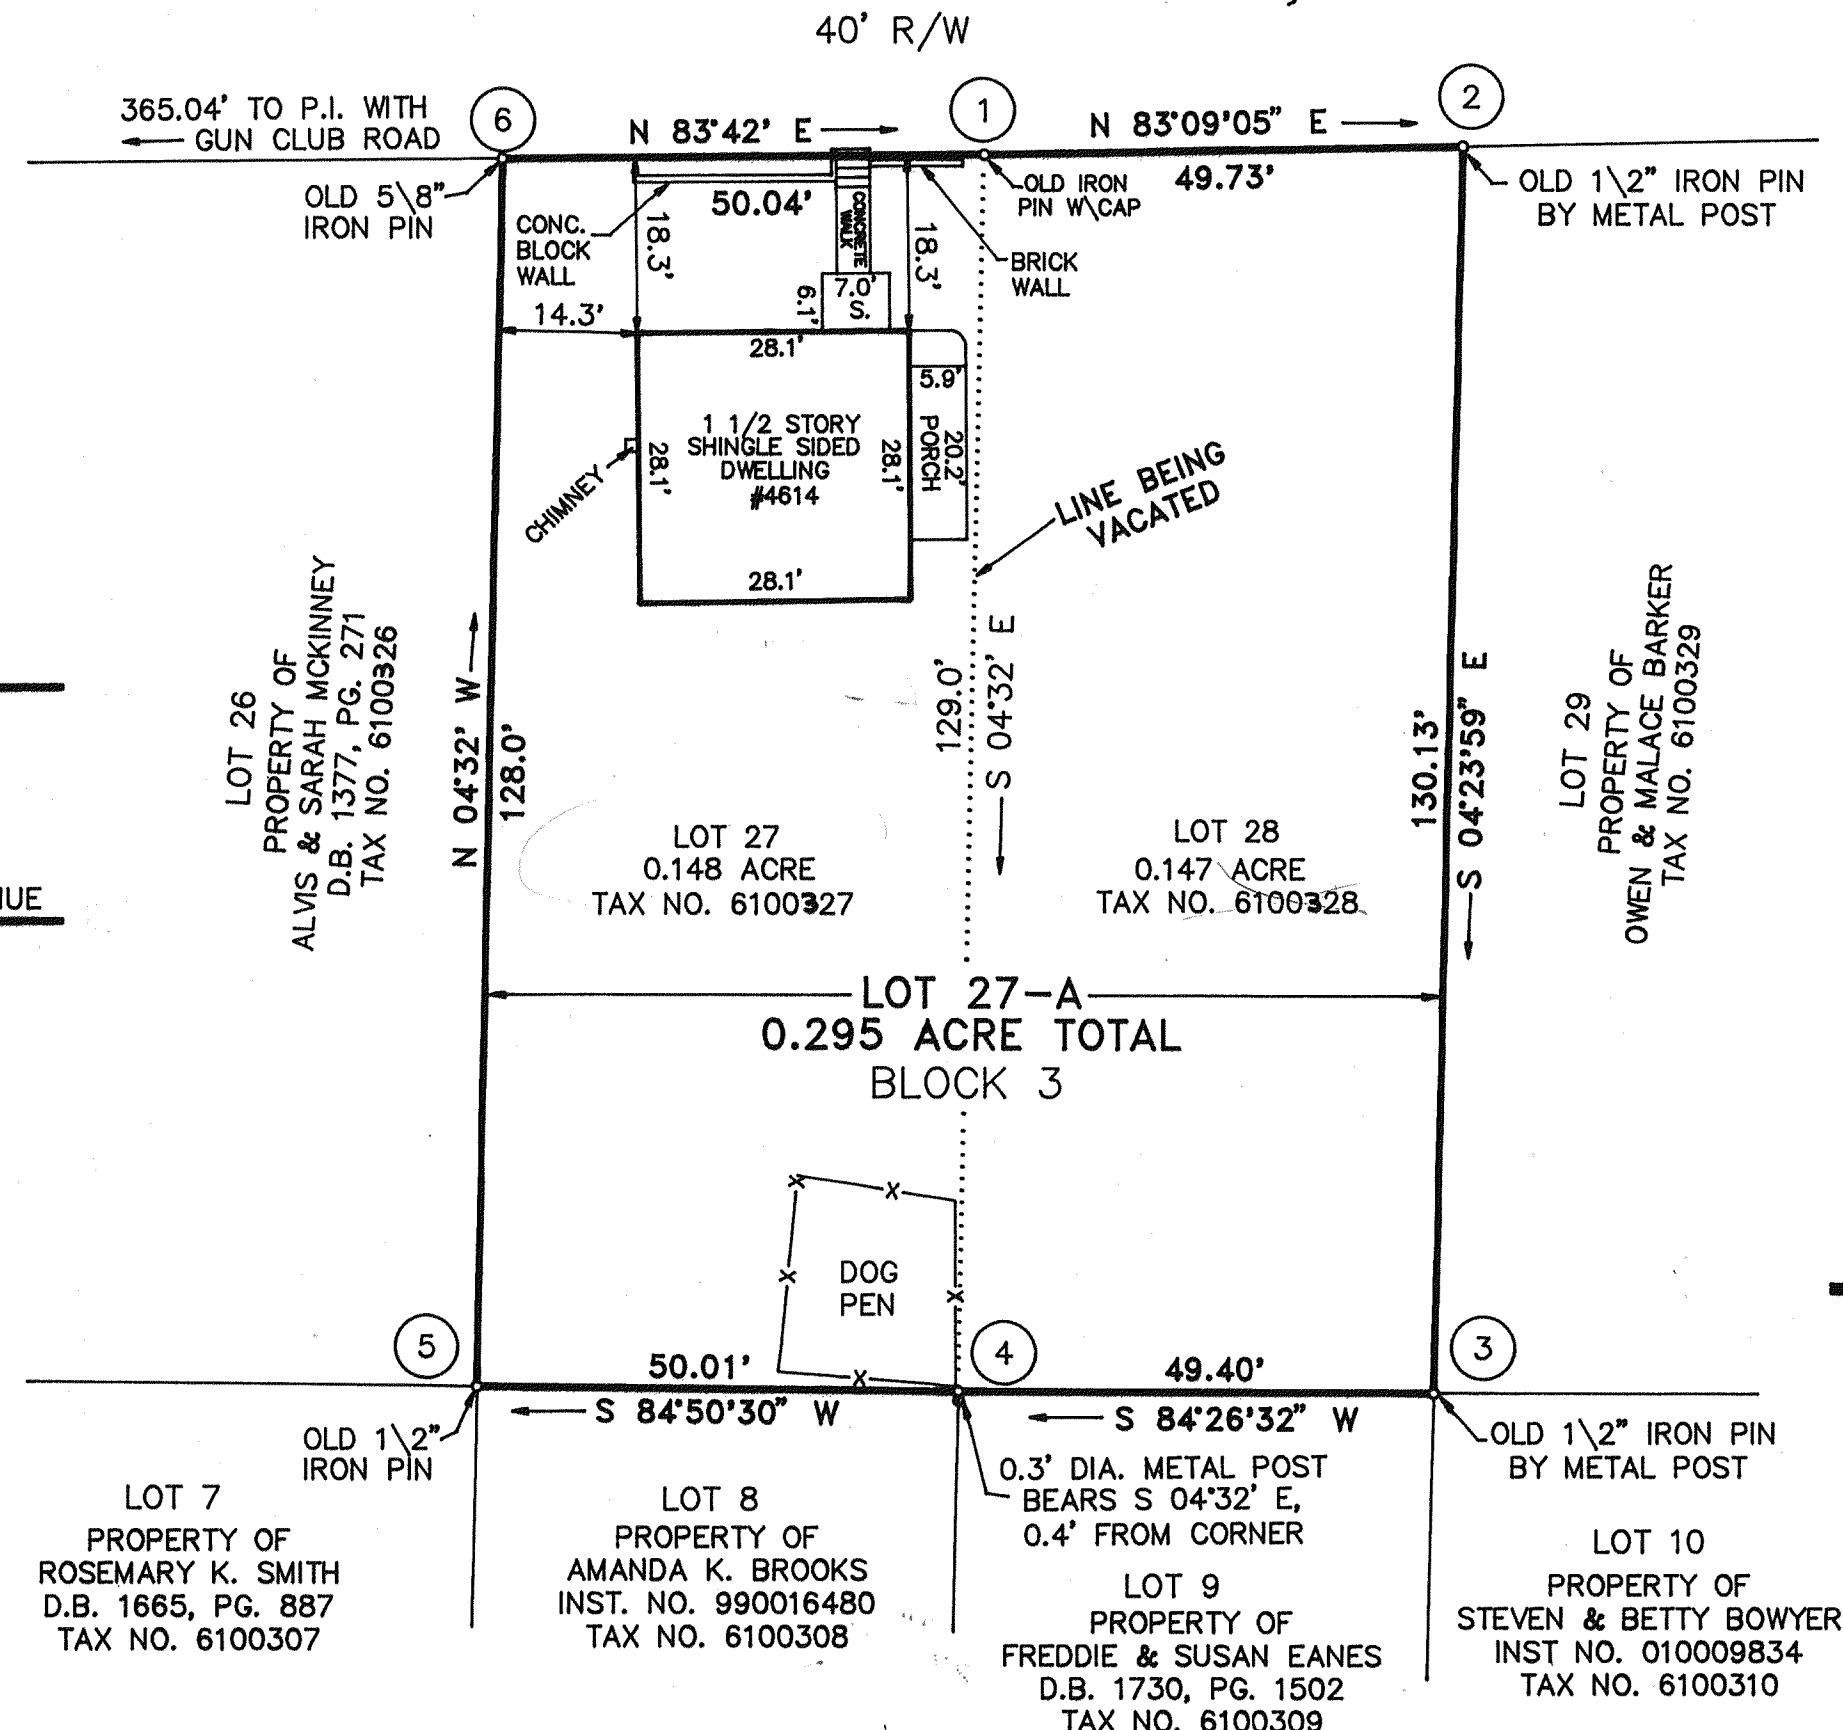 40' R/W
365.04' TO P.I. WITH
GUN CLUB ROAD
6
N 83°42' E
1
N 83°09'05" E
2
OLD 5\8"
IRON PIN
CONC.
BLOCK
WALL
50.04'
18.3'
CONCRETE
WALK
18.3'
OLD IRON
PIN W\CAP
49.73'
OLD 1\2" IRON PIN
BY METAL POST
BRICK
WALL
14.3'
6.1'
7.0'
S.
28.1'
5.9'
PORCH
20.2'
1 1/2 STORY
SHINGLE SIDED
DWELLING
#4614
28.1'
28.1'
28.1'
CHIMNEY
LINE BEING
VACATED
LOT 26
PROPERTY OF
ALVIS & SARAH MCKINNEY
D.B. 1377, PG. 271
TAX NO. 6100326
N 04°32' W
128.0'
129.0'
S 04°32' E
130.13'
S 04°23'59" E
LOT 29
PROPERTY OF
OWEN & MALACE BARKER
TAX NO. 6100329
LOT 27
0.148 ACRE
TAX NO. 6100327
LOT 28
0.147 ACRE
TAX NO. 6100328
NUE
LOT 27-A
0.295 ACRE TOTAL
BLOCK 3
DOG
PEN
5
50.01'
S 84°50'30" W
4
49.40'
S 84°26'32" W
3
OLD 1\2"
IRON PIN
0.3' DIA. METAL POST
BEARS S 04°32' E,
0.4' FROM CORNER
OLD 1\2" IRON PIN
BY METAL POST
LOT 7
PROPERTY OF
ROSEMARY K. SMITH
D.B. 1665, PG. 887
TAX NO. 6100307
LOT 8
PROPERTY OF
AMANDA K. BROOKS
INST. NO. 990016480
TAX NO. 6100308
LOT 9
PROPERTY OF
FREDDIE & SUSAN EANES
D.B. 1730, PG. 1502
TAX NO. 6100309
LOT 10
PROPERTY OF
STEVEN & BETTY BOWYER
INST NO. 010009834
TAX NO. 6100310